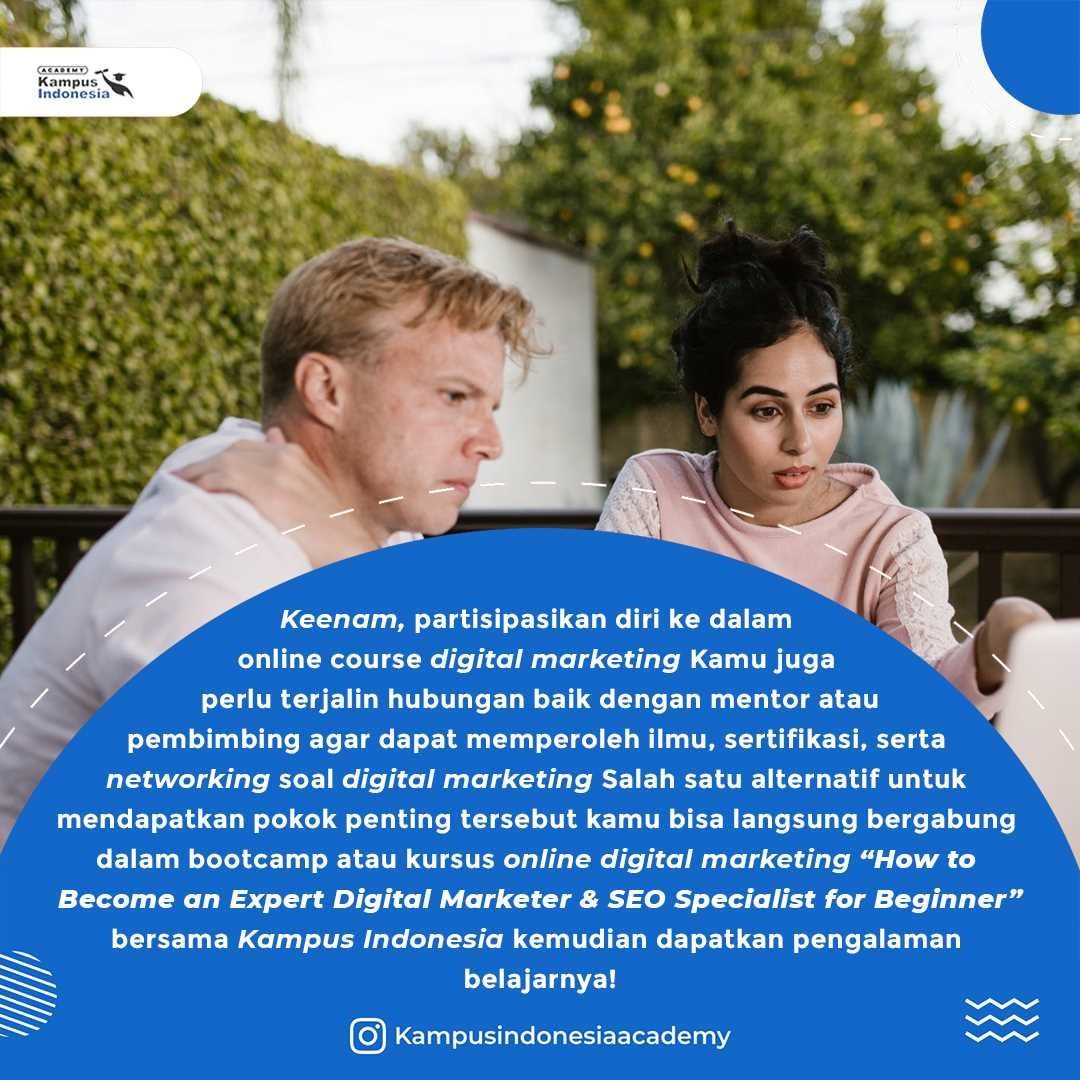 ACADEMY
Kampus
Indonesia
Keenam, partisipasikan diri ke dalam
online course digital marketing Kamu juga
perlu terjalin hubungan baik dengan mentor atau
pembimbing agar dapat memperoleh ilmu, sertifikasi, serta
networking soal digital marketing Salah satu alternatif untuk
mendapatkan pokok penting tersebut kamu bisa langsung bergabung
dalam bootcamp atau kursus online digital marketing “How to
Become an Expert Digital Marketer & SEO Specialist for Beginner”
bersama Kampus Indonesia kemudian dapatkan pengalaman
belajarnya!
Kampusindonesiaacademy